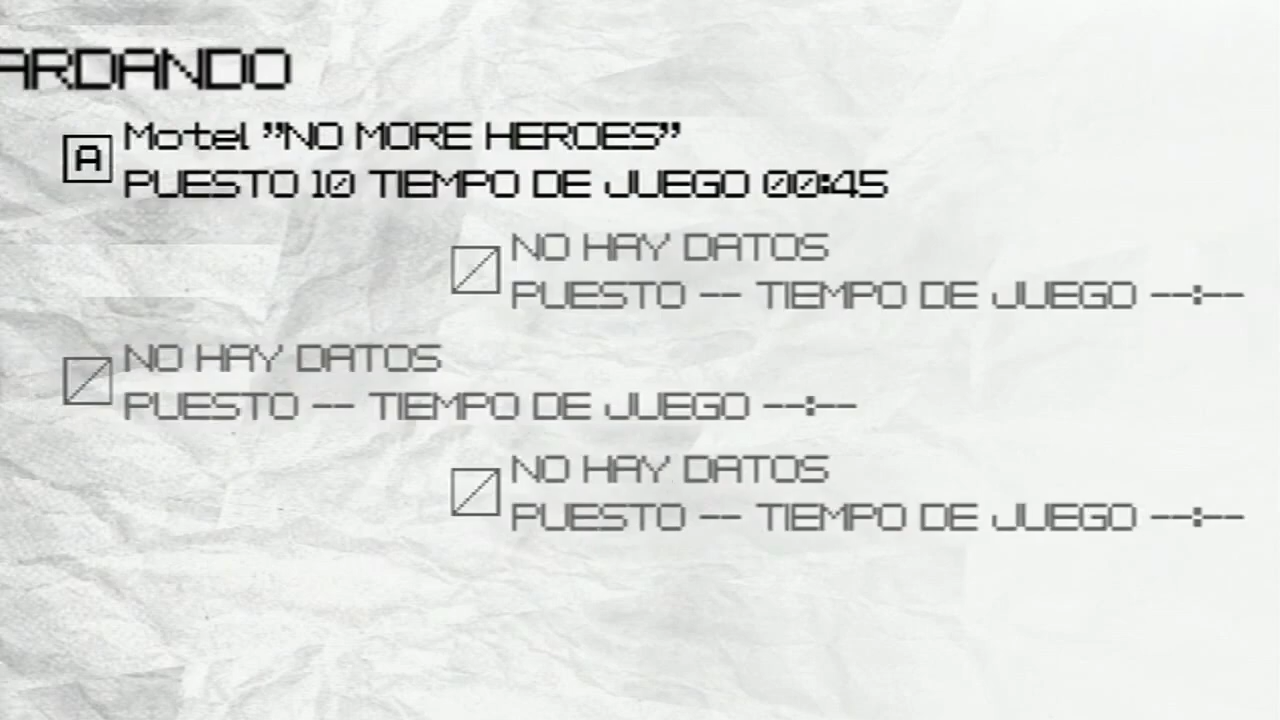 ARDANDO
A
Motel ”NO MORE HEROES”
PUESTO 10 TIEMPO DE JUEGO 00:45
NO HAY DATOS
PUESTO -- TIEMPO DE JUEGO --:--
NO HAY DATOS
PUESTO -- TIEMPO DE JUEGO --:--
NO HAY DATOS
PUESTO -- TIEMPO DE JUEGO --:--